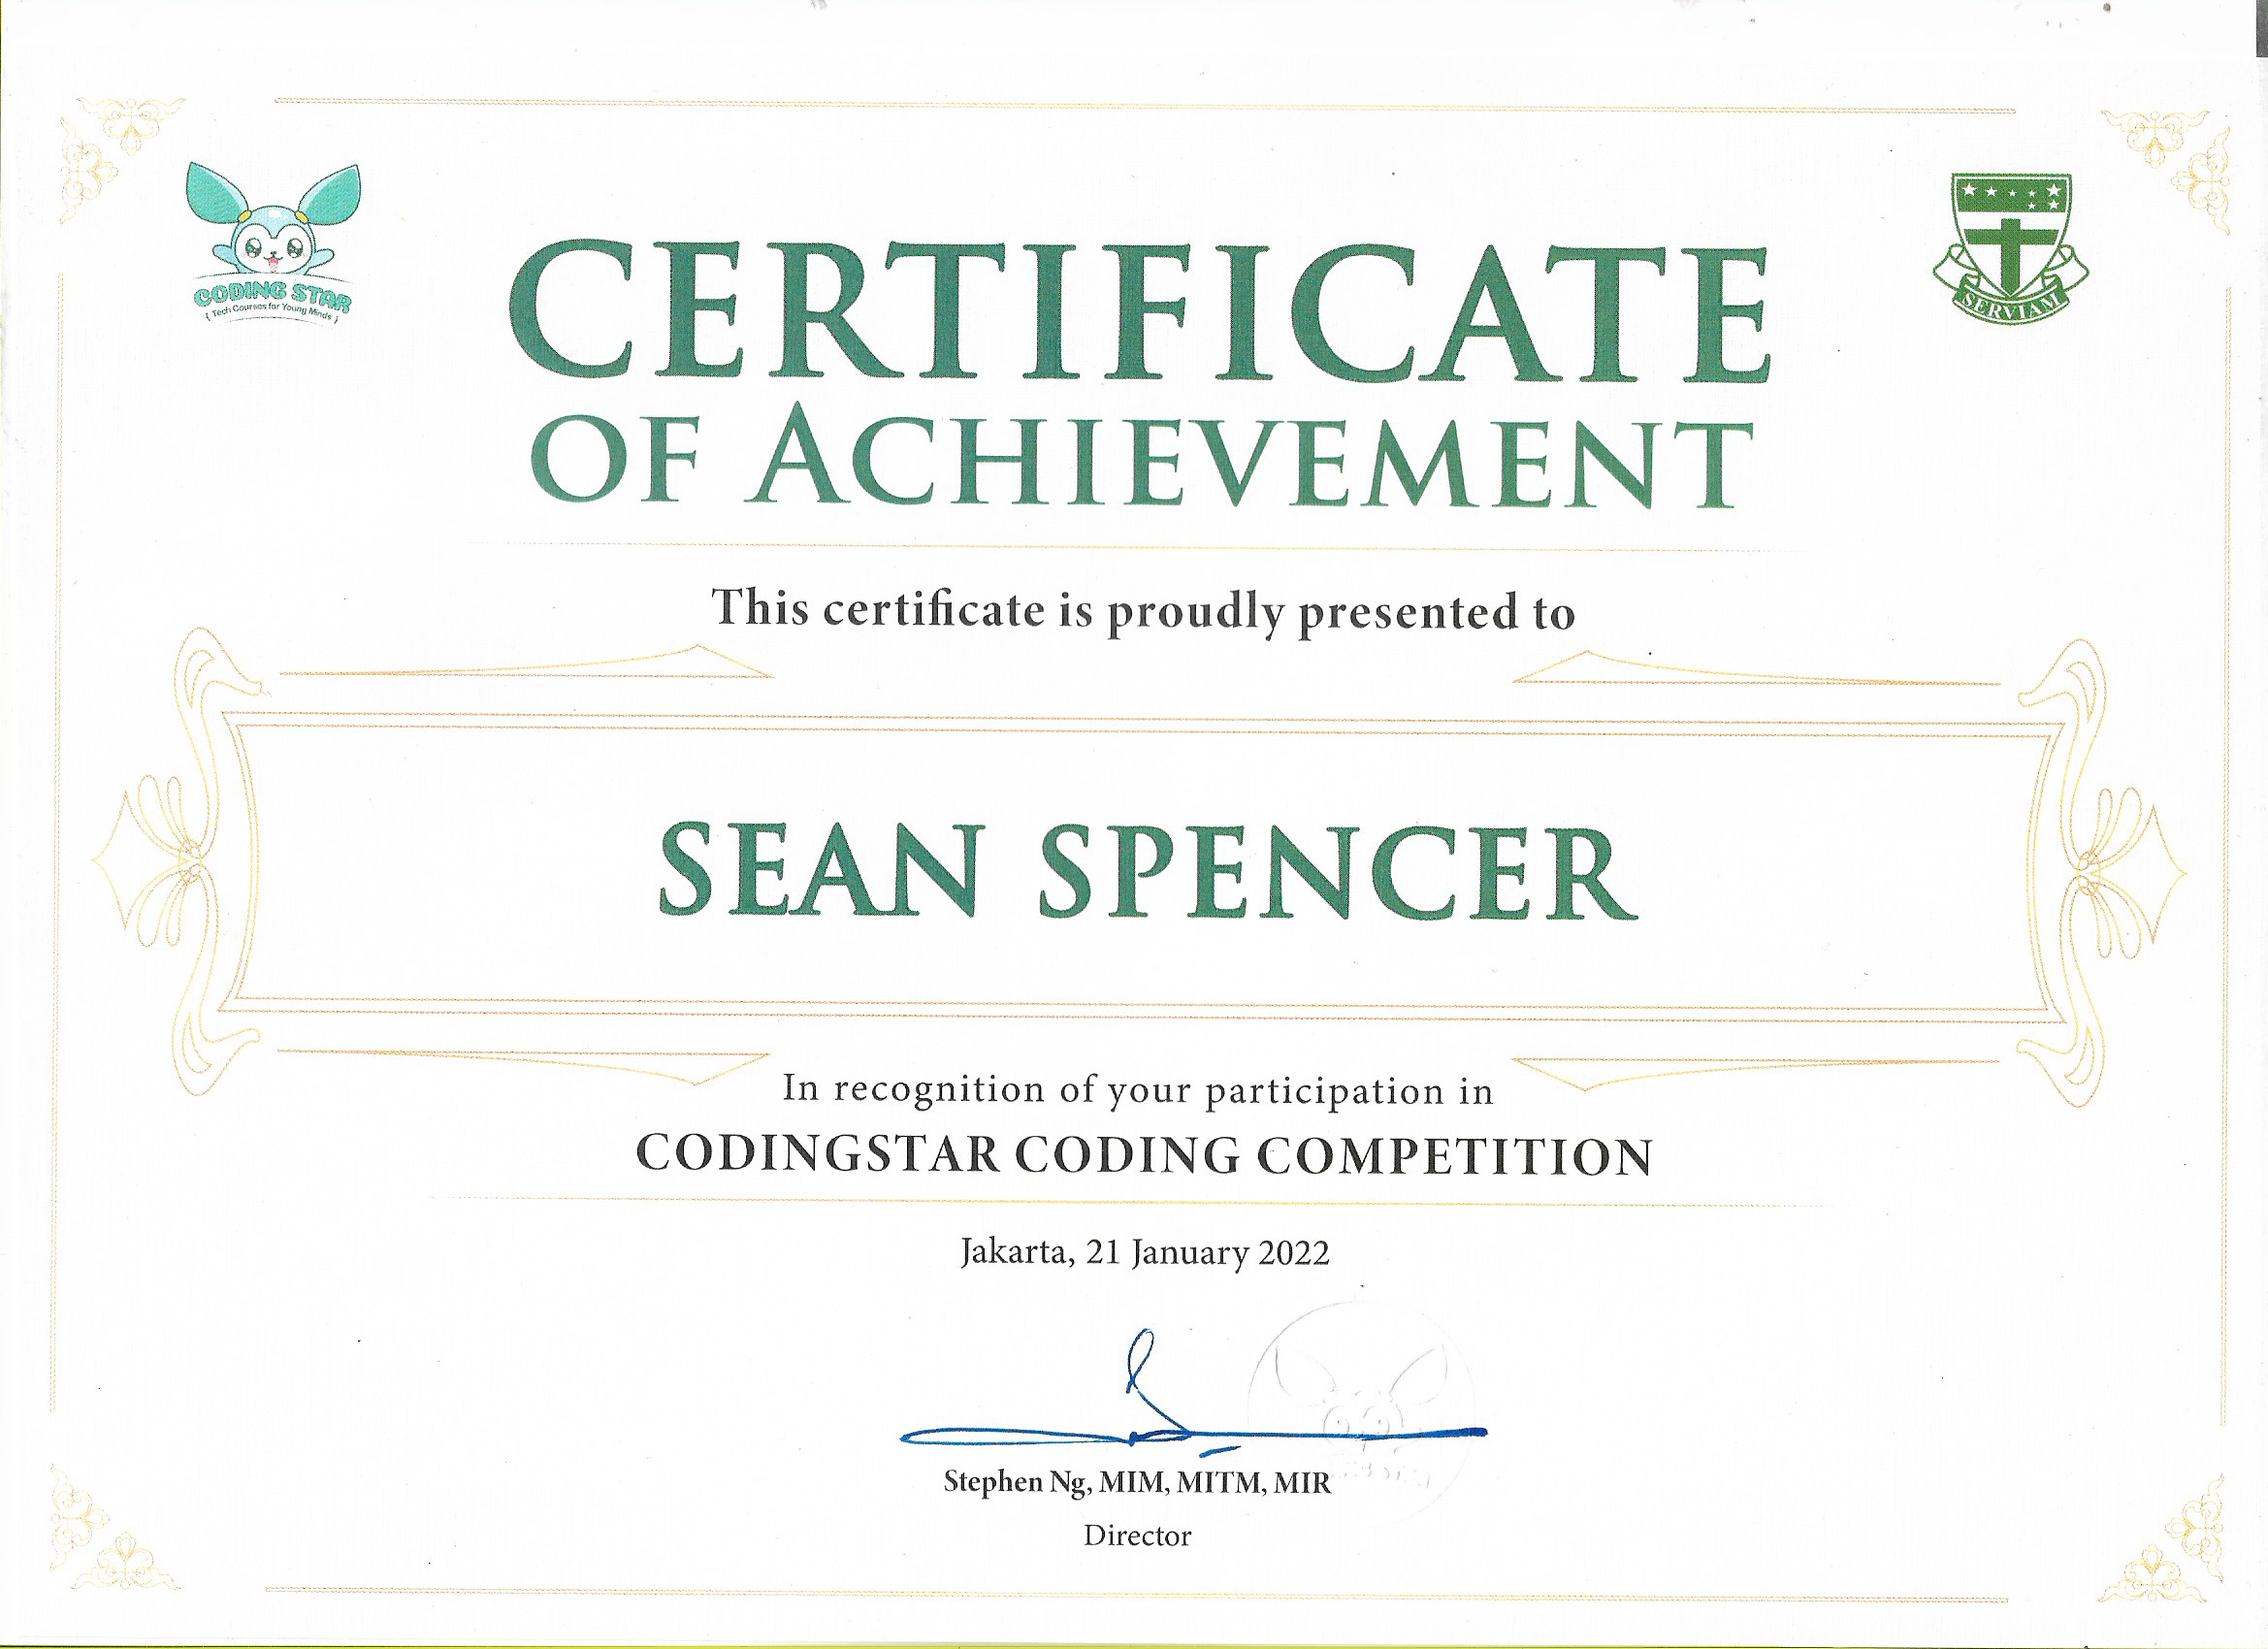 CODING STAR
{ Tech Courses for Young Minds }
SERVIAM
CERTIFICATE
OF ACHIEVEMENT
This certificate is proudly presented to
SEAN SPENCER
In recognition of your participation in
CODINGSTAR CODING COMPETITION
Jakarta, 21 January 2022
Stephen Ng, MIM, MITM, MIR
Director